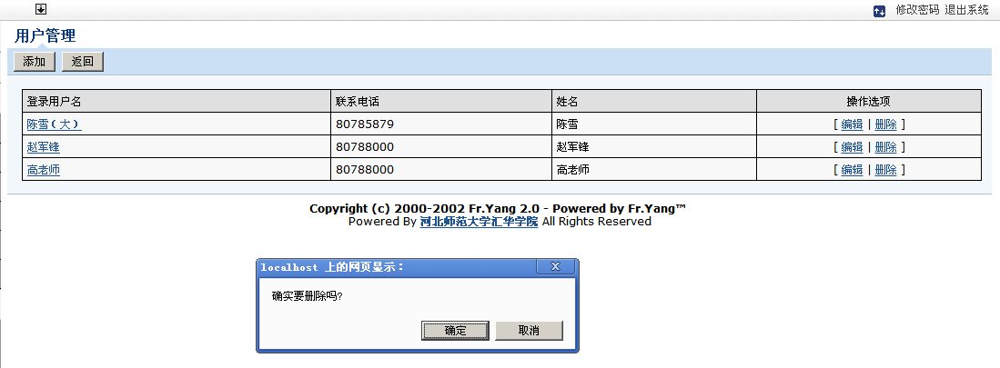 修改密码 退出系统
用户管理
添加 返回
登录用户名 联系电话 姓名 操作选项
陈雪（大） 80785879 陈雪 [ 编辑 | 删除 ]
赵军锋 80788000 赵军锋 [ 编辑 | 删除 ]
高老师 80788000 高老师 [ 编辑 | 删除 ]
Copyright (c) 2000-2002 Fr.Yang 2.0 - Powered by Fr.Yang™
Powered By 河北师范大学汇华学院 All Rights Reserved
localhost 上的网页显示：
确实要删除吗?
确定 取消